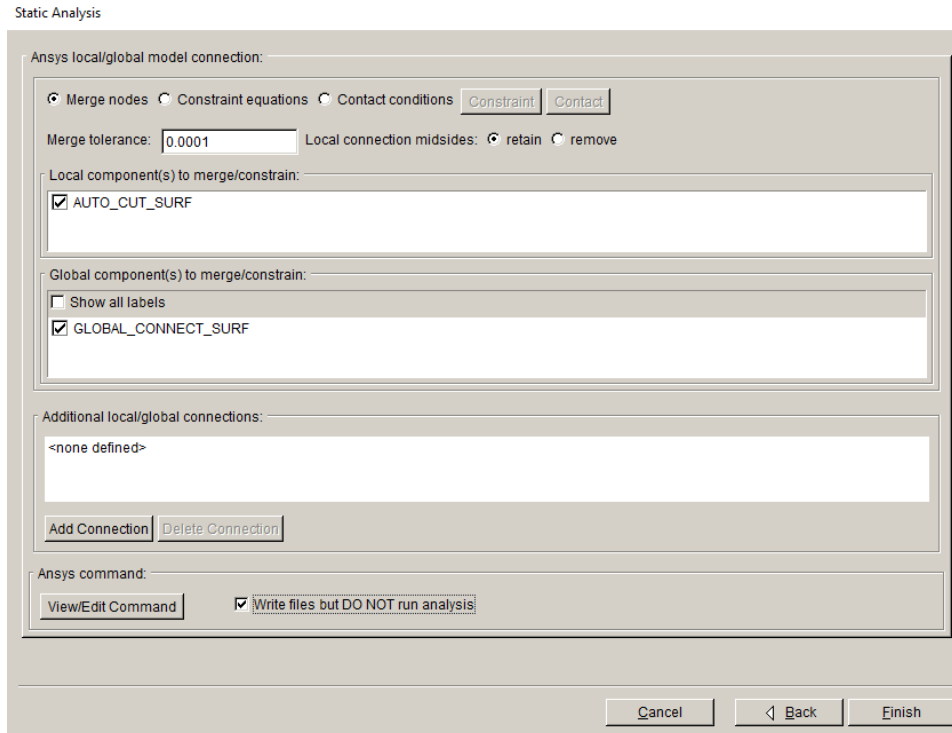 Static Analysis
Ansys local/global model connection:
Merge nodes Constraint equations Contact conditions Constraint Contact
Merge tolerance: 0.0001 Local connection midsides: retain remove
Local component(s) to merge/constrain:
AUTO_CUT_SURF
Global component(s) to merge/constrain:
Show all labels
GLOBAL_CONNECT_SURF
Additional local/global connections:
<none defined>
Add Connection Delete Connection
Ansys command:
View/Edit Command Write files but DO NOT run analysis
Cancel Back Finish